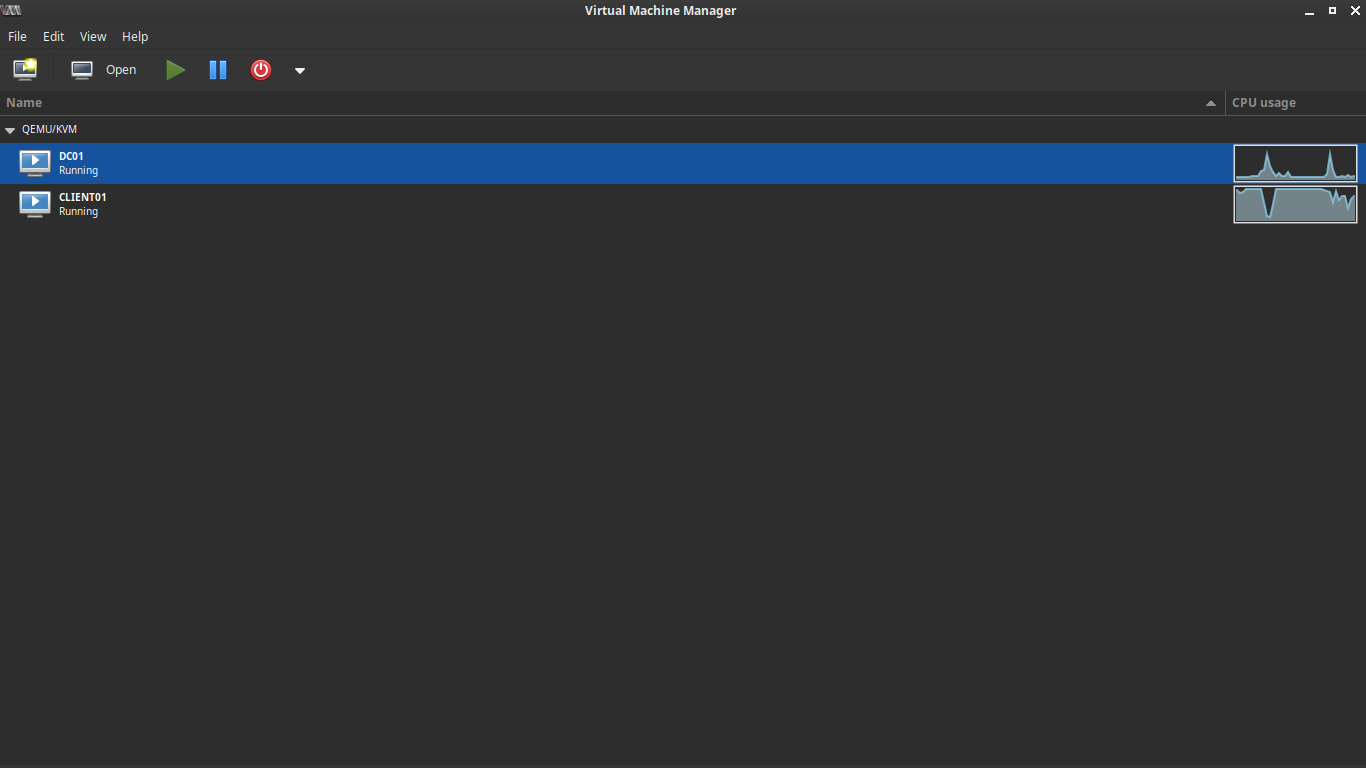 Virtual Machine Manager
File Edit View Help
Open
Name CPU usage
QEMU/KVM
DC01
Running
CLIENT01
Running